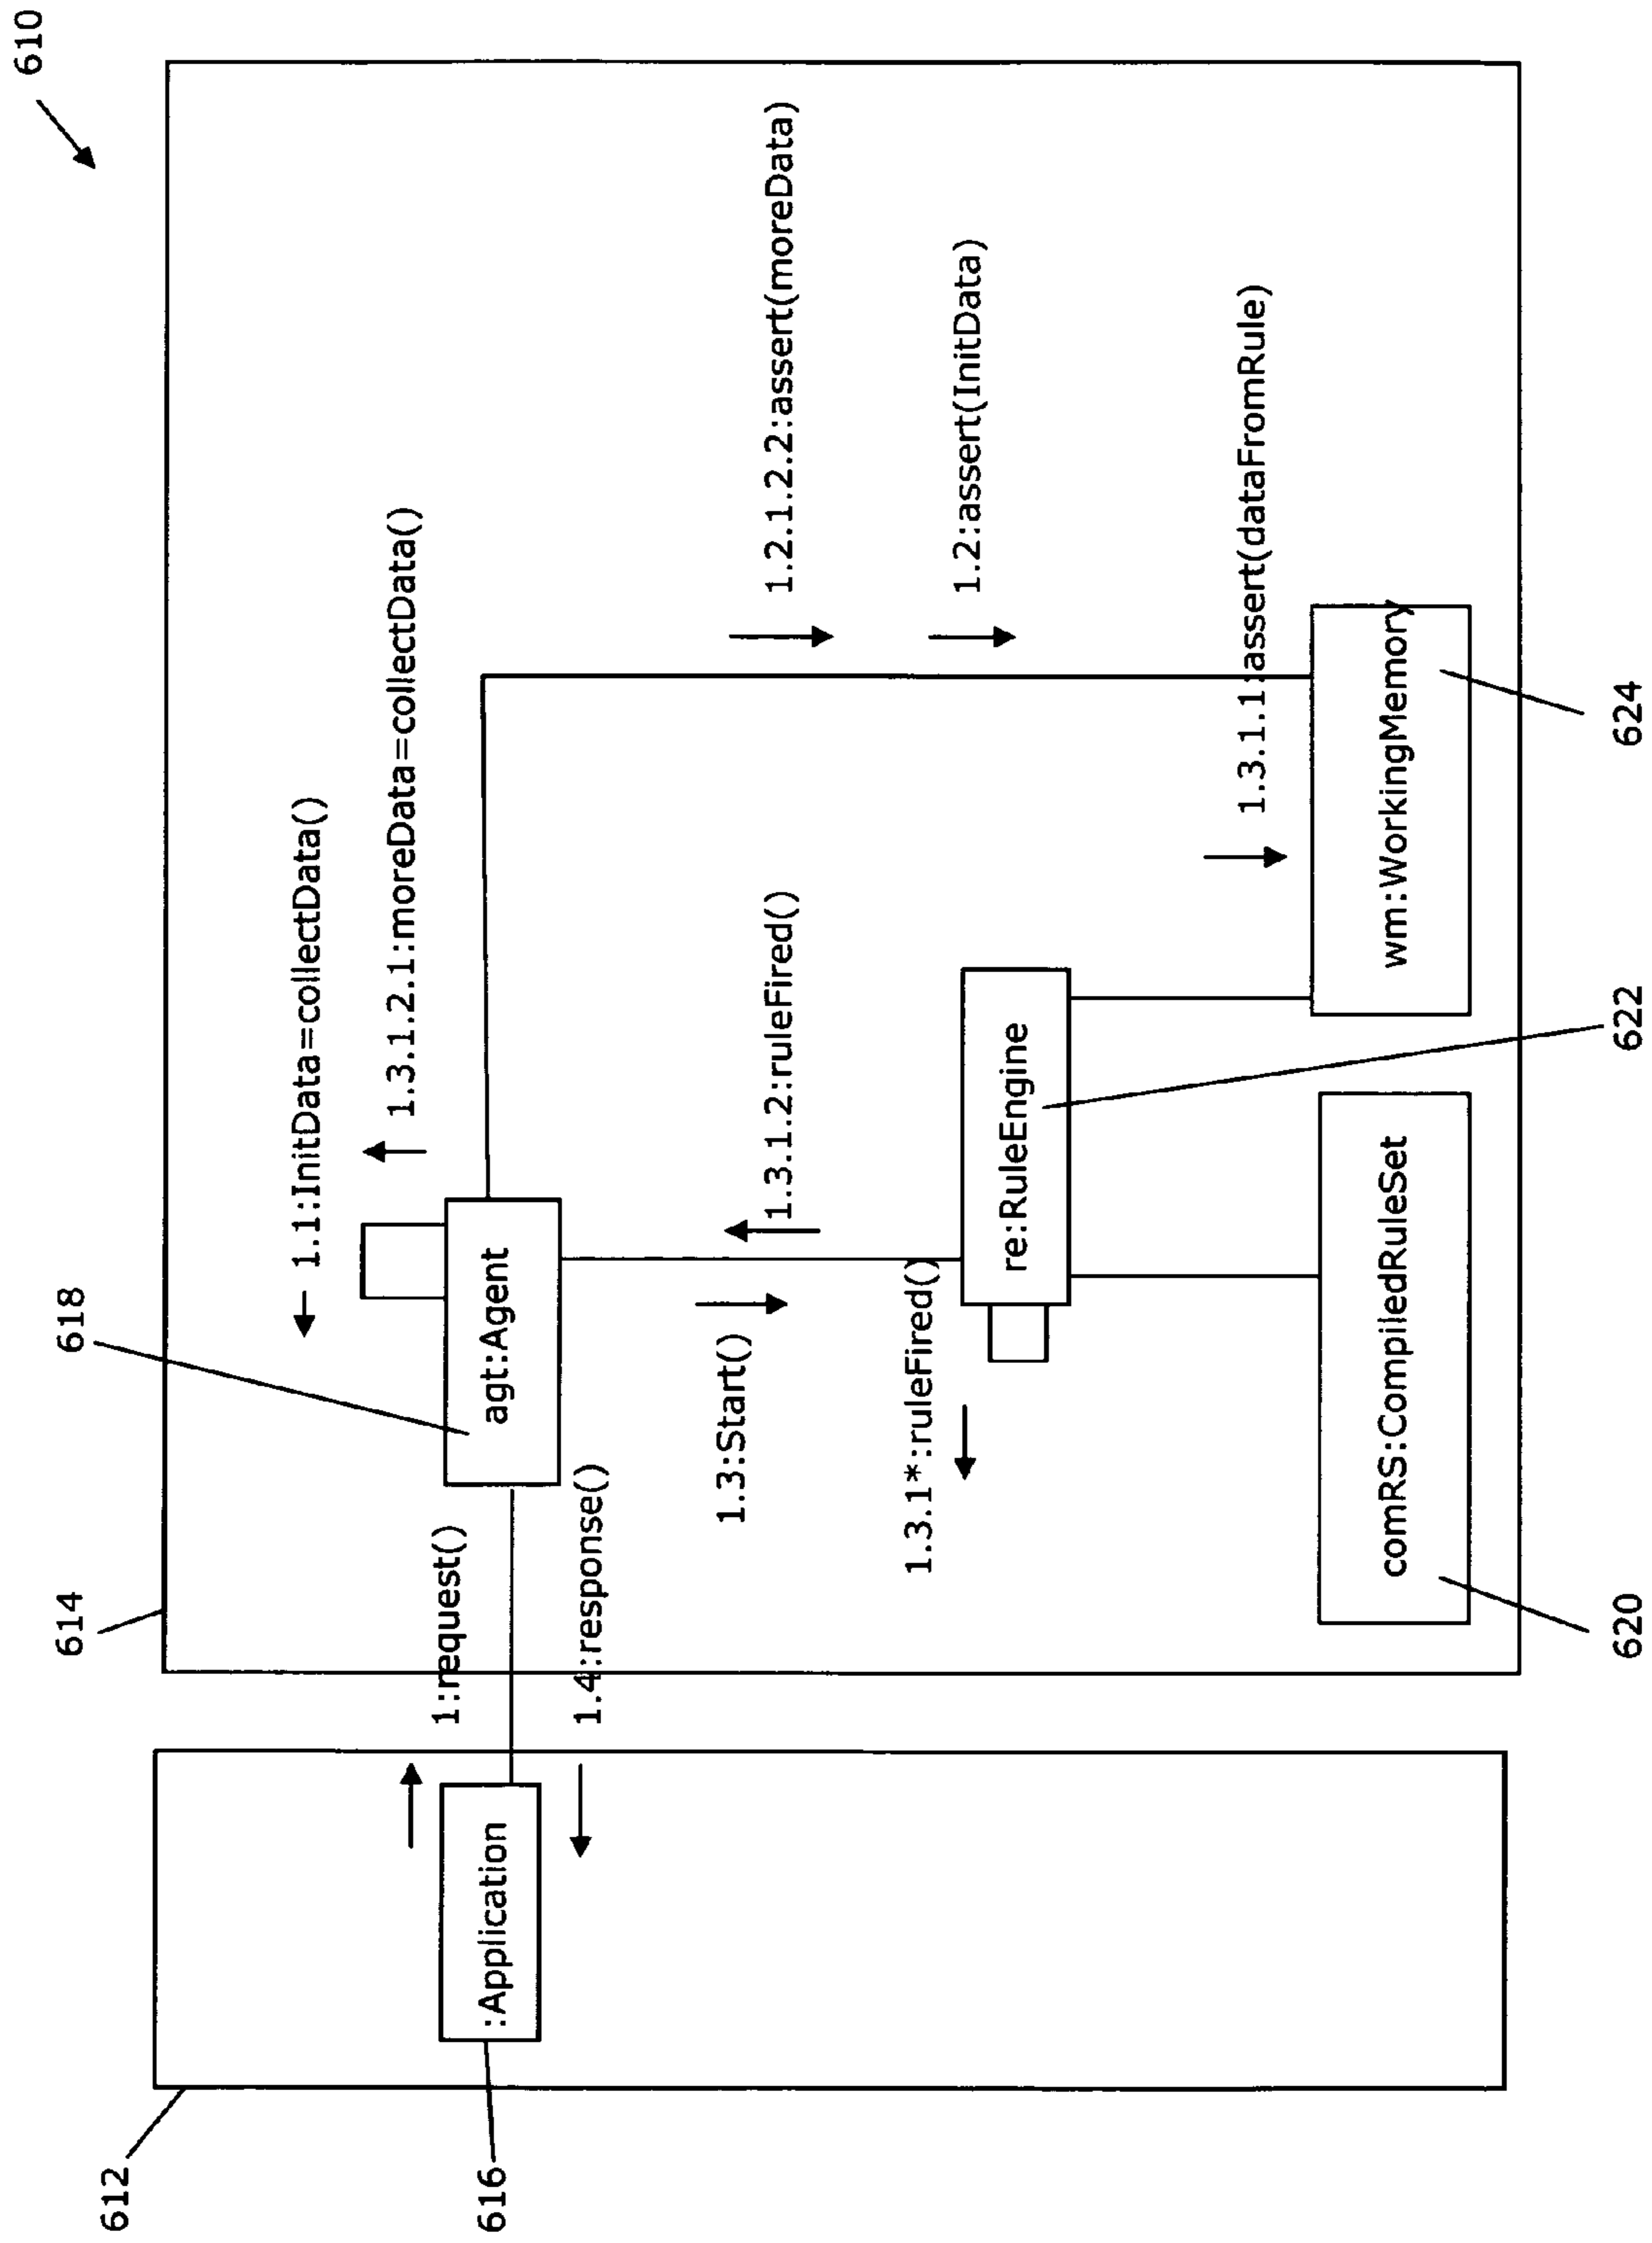 610
614
618
1.1:InitData=collectData()
1.3.1.2.1:moreData=collectData()
612
1:request()
:Application
agt:Agent
616
1.4:response()
1.3:Start()
1.3.1.2:ruleFired()
1.2.1.2.2:assert(moreData)
1.3.1*:ruleFired()
re:RuleEngine
1.2:assert(InitData)
1.3.1.1:assert(dataFromRule)
comRS:CompiledRuleSet
wm:WorkingMemory
620
622
624